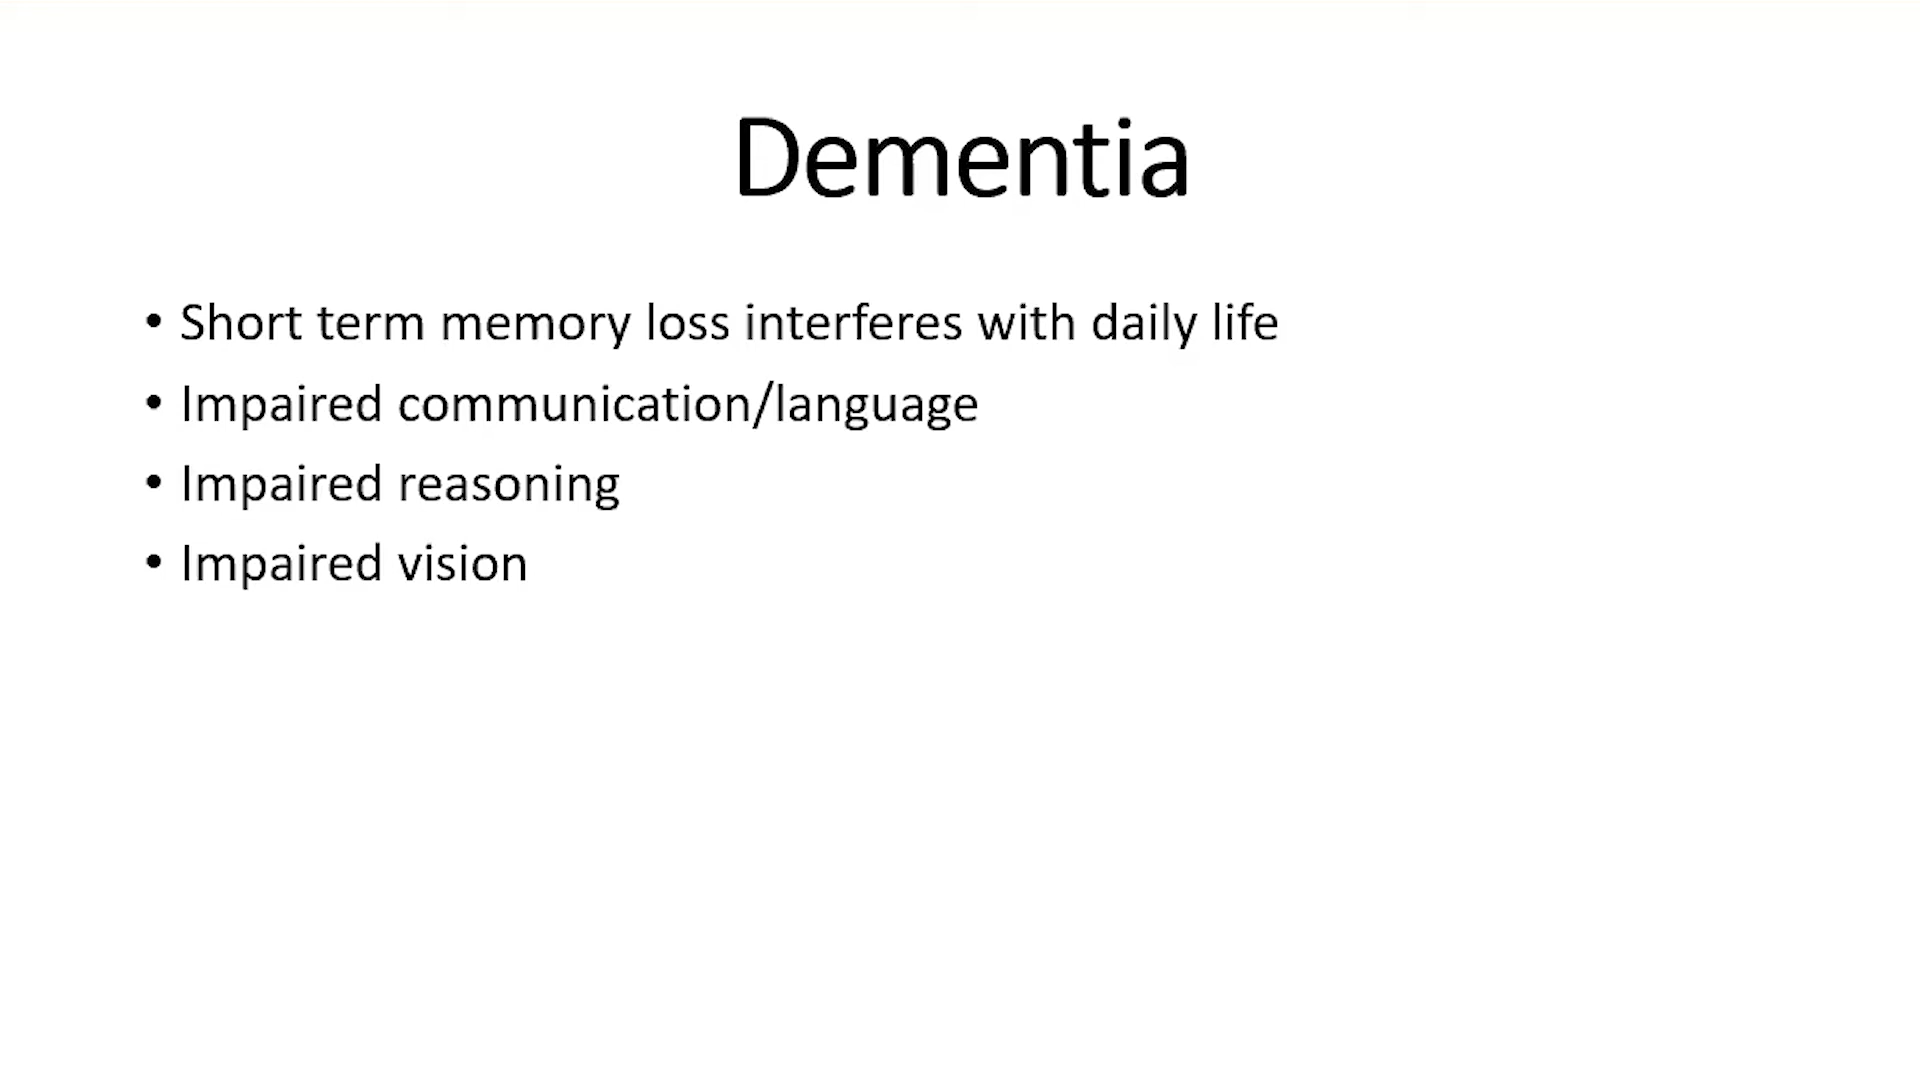 Dementia
• Short term memory loss interferes with daily life
• Impaired communication/language
• Impaired reasoning
• Impaired vision